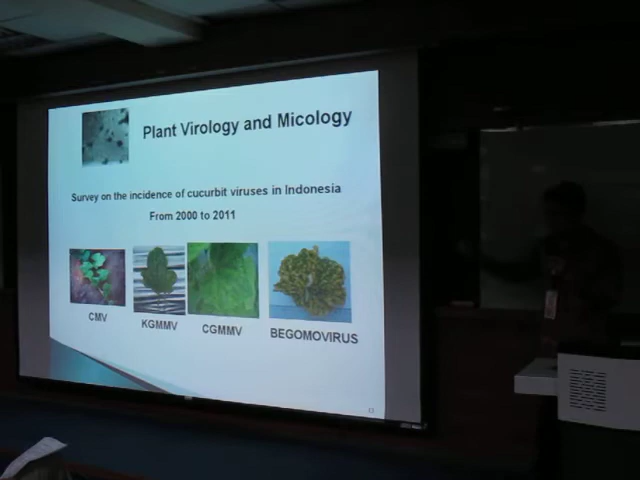 Plant Virology and Micology
Survey on the incidence of cucurbit viruses in Indonesia
From 2000 to 2011
CMV
KGMMV
CGMMV
BEGOMOVIRUS